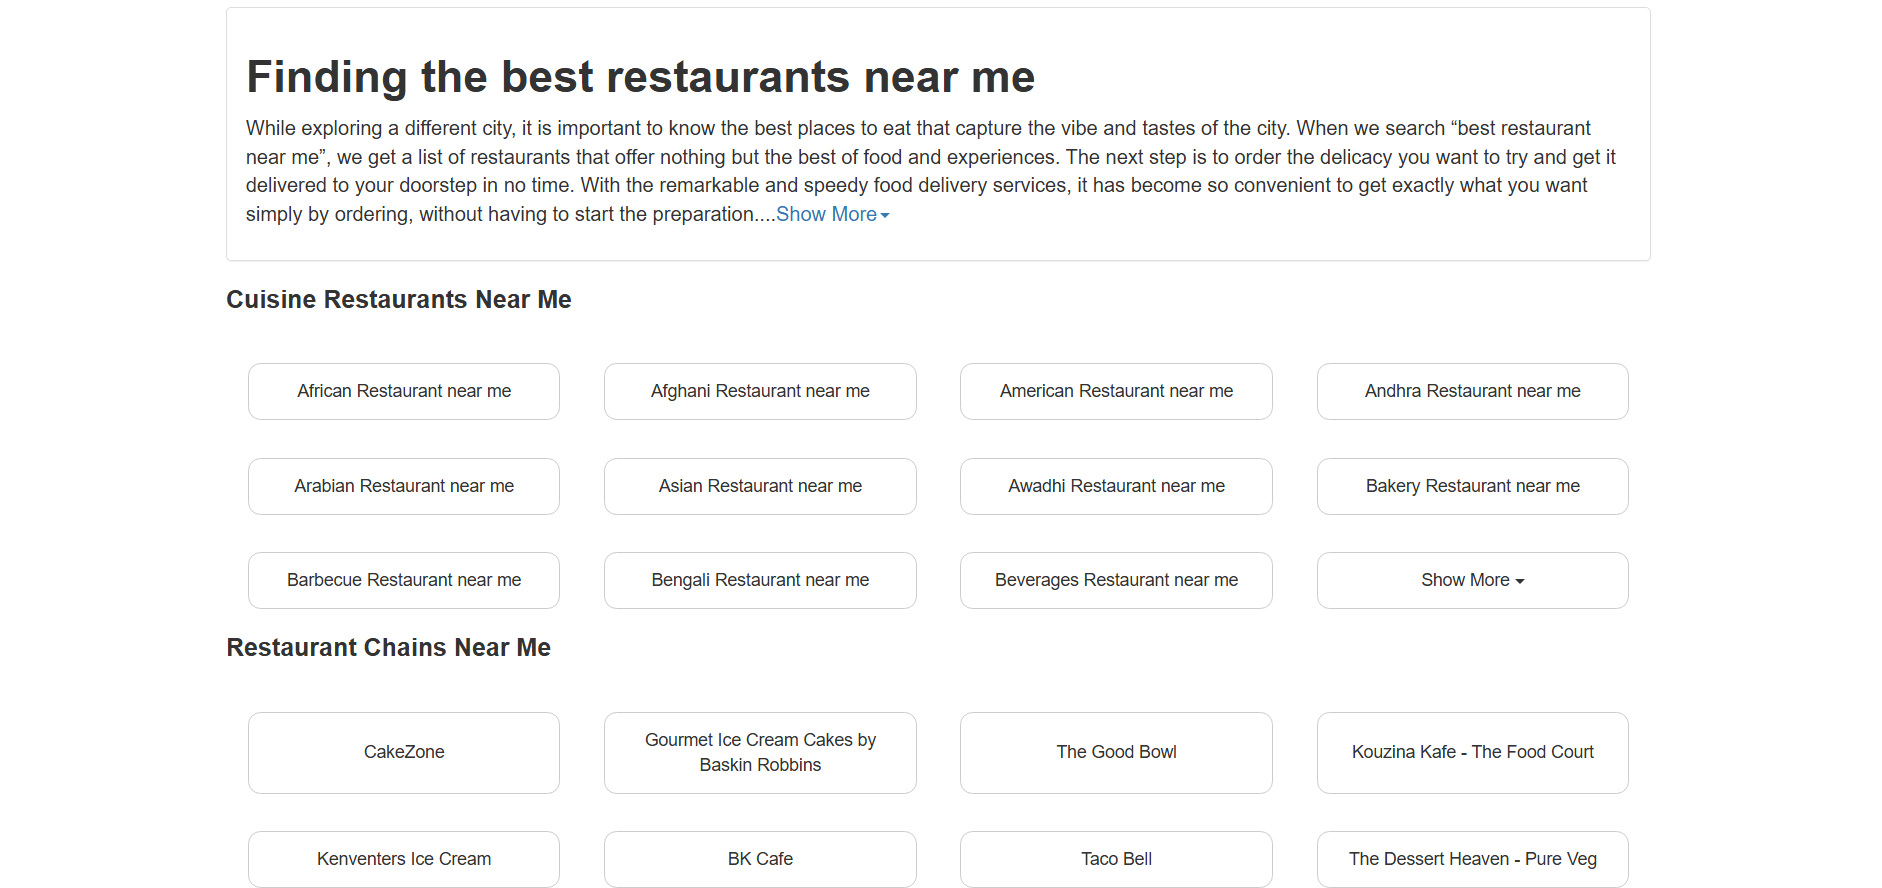 Finding the best restaurants near me
While exploring a different city, it is important to know the best places to eat that capture the vibe and tastes of the city. When we search “best restaurant
near me”, we get a list of restaurants that offer nothing but the best of food and experiences. The next step is to order the delicacy you want to try and get it
delivered to your doorstep in no time. With the remarkable and speedy food delivery services, it has become so convenient to get exactly what you want
simply by ordering, without having to start the preparation....Show More
Cuisine Restaurants Near Me
African Restaurant near me
Afghani Restaurant near me
American Restaurant near me
Andhra Restaurant near me
Arabian Restaurant near me
Asian Restaurant near me
Awadhi Restaurant near me
Bakery Restaurant near me
Barbecue Restaurant near me
Bengali Restaurant near me
Beverages Restaurant near me
Show More
Restaurant Chains Near Me
CakeZone
Gourmet Ice Cream Cakes by
Baskin Robbins
The Good Bowl
Kouzina Kafe - The Food Court
Kenventers Ice Cream
BK Cafe
Taco Bell
The Dessert Heaven - Pure Veg